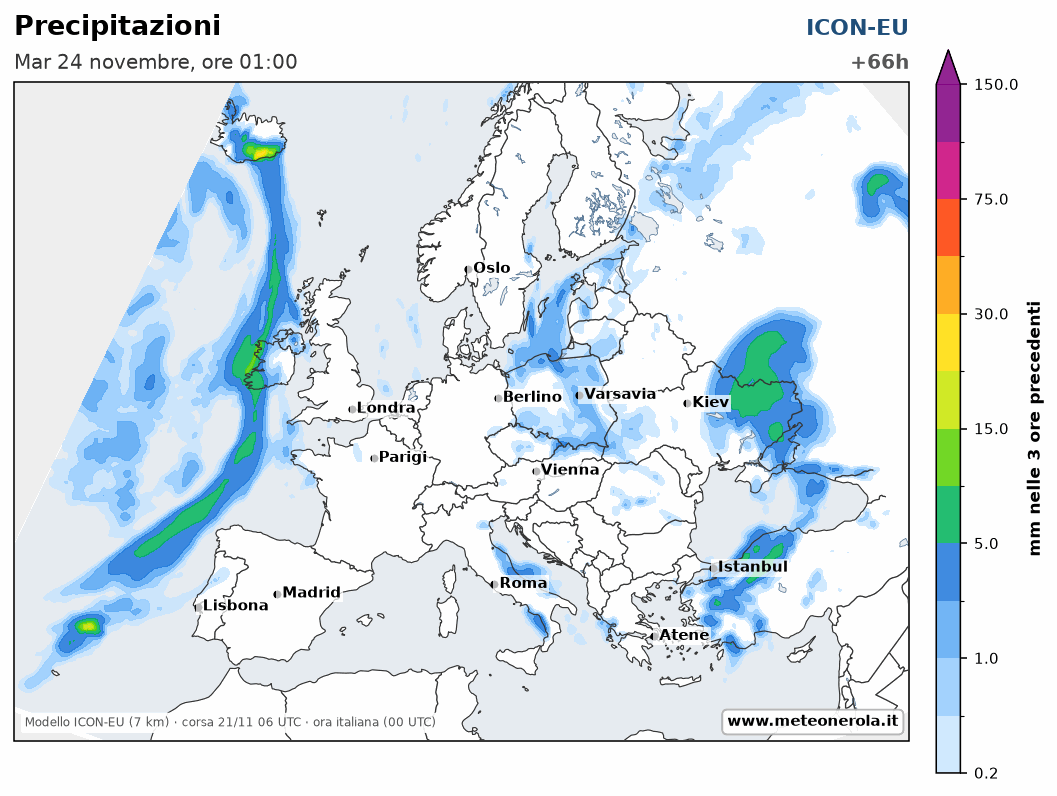 Precipitazioni
ICON-EU
Mar 24 novembre, ore 01:00
+66h
150.0
75.0
30.0
15.0
5.0
1.0
0.2
mm nelle 3 ore precedenti
Oslo
Berlino
Varsavia
Kiev
Londra
Parigi
Vienna
Istanbul
Roma
Madrid
Lisbona
Atene
Modello ICON-EU (7 km) · corsa 21/11 06 UTC · ora italiana (00 UTC)
www.meteonerola.it